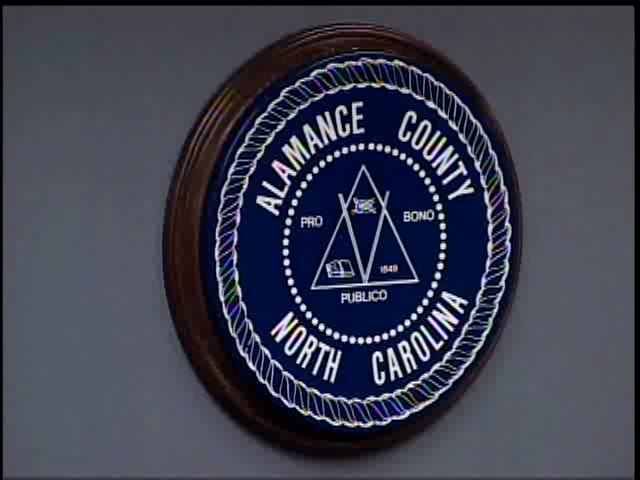 ALAMANCE COUNTY
PRO BONO
1849
PUBLICO
NORTH CAROLINA